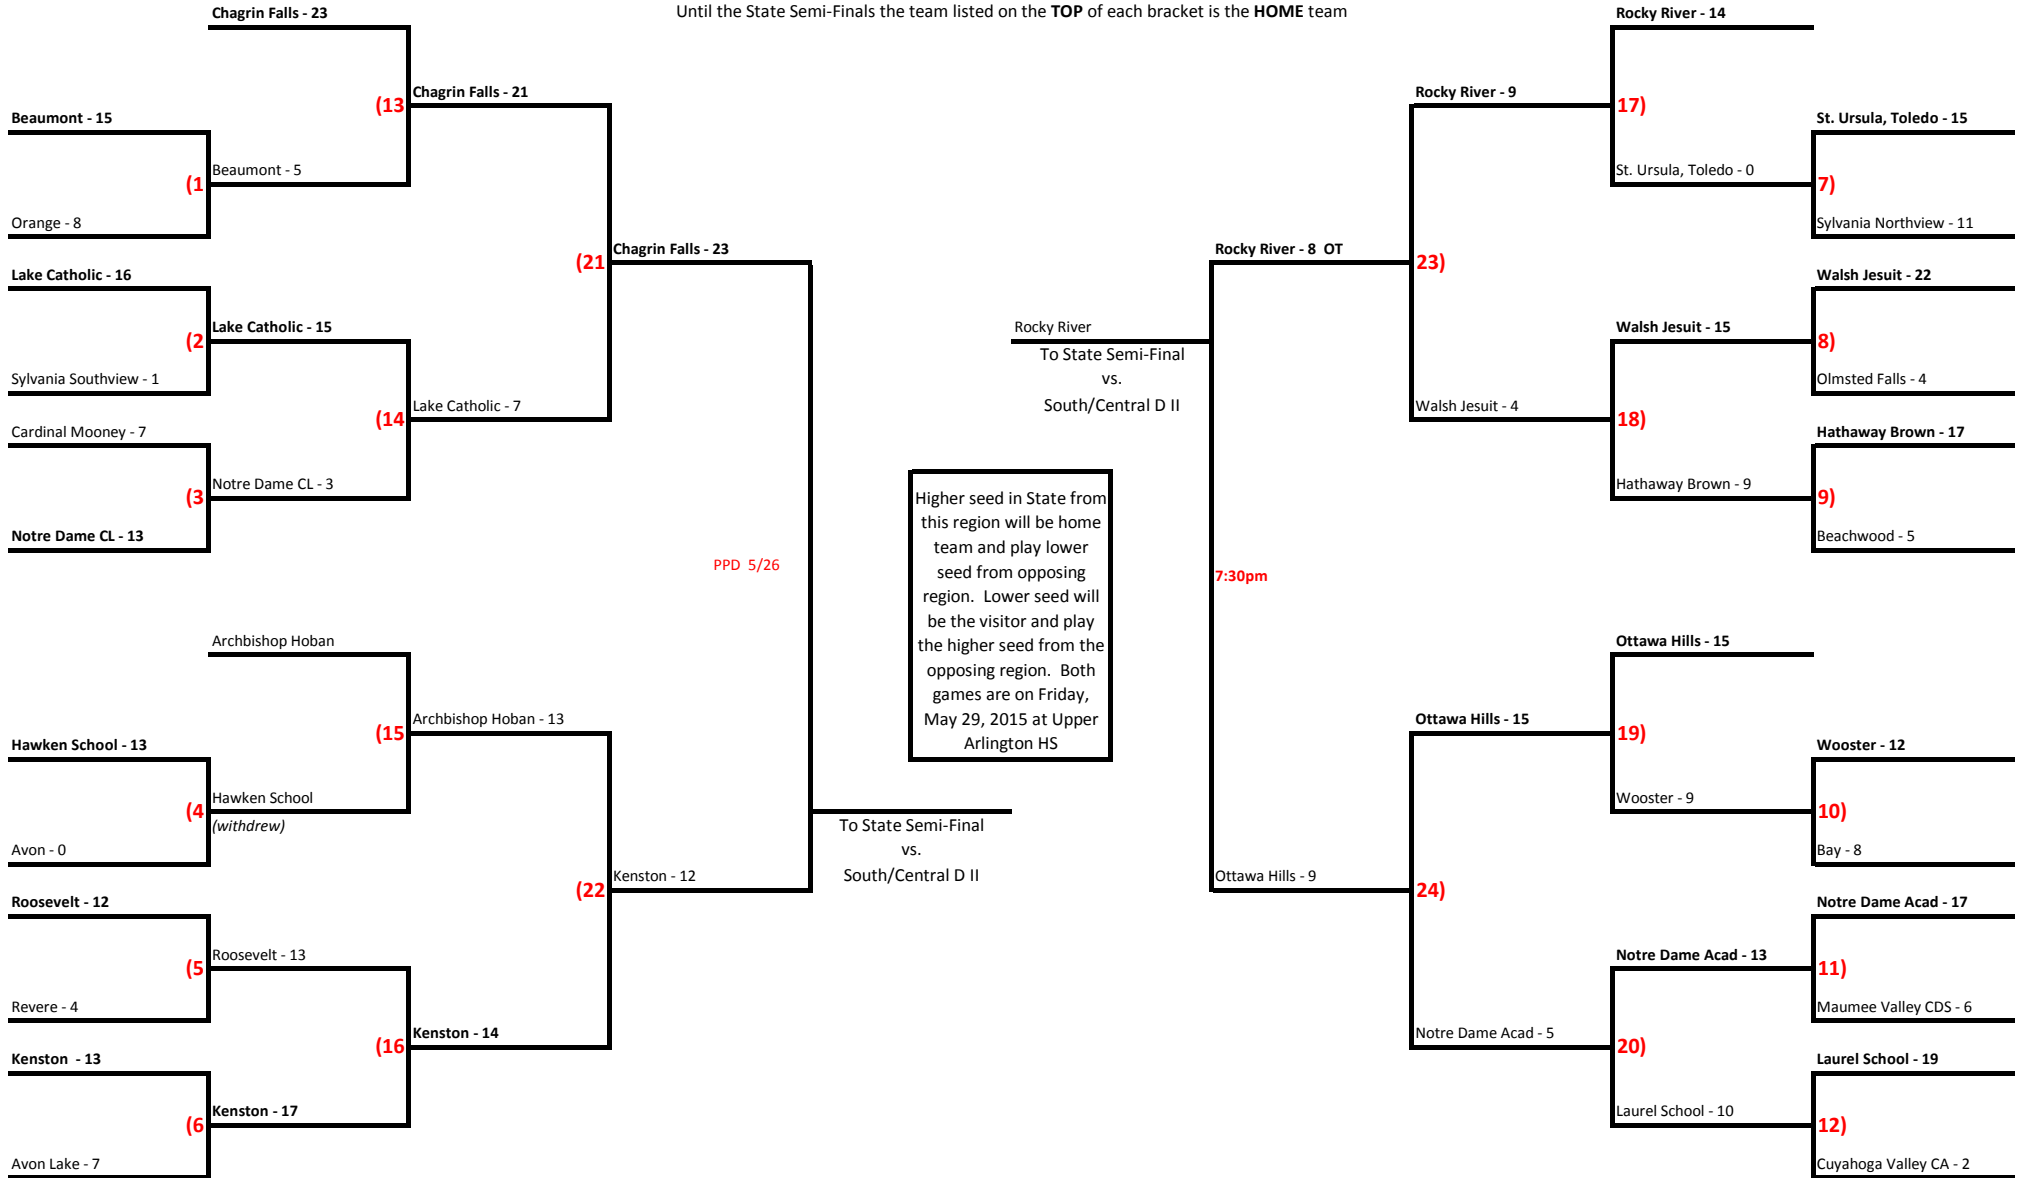 Until the State Semi-Finals the team listed on the TOP of each bracket is the HOME team
Chagrin Falls - 23
(13
Chagrin Falls - 21
Beaumont - 15
(1
Beaumont - 5
Orange - 8
(21
Chagrin Falls - 23
Lake Catholic - 16
(2
Lake Catholic - 15
Sylvania Southview - 1
(14
Lake Catholic - 7
Cardinal Mooney - 7
(3
Notre Dame CL - 3
Notre Dame CL - 13
PPD 5/26
Archbishop Hoban
(15
Archbishop Hoban - 13
Hawken School - 13
(4
Hawken School
(withdrew)
Avon - 0
(22
Kenston - 12
Roosevelt - 12
(5
Roosevelt - 13
Revere - 4
(16
Kenston - 14
Kenston - 13
(6
Kenston - 17
Avon Lake - 7
To State Semi-Final
vs.
South/Central D II
Higher seed in State from
this region will be home
team and play lower
seed from opposing
region. Lower seed will
be the visitor and play
the higher seed from the
opposing region. Both
games are on Friday,
May 29, 2015 at Upper
Arlington HS
Rocky River
To State Semi-Final
vs.
South/Central D II
Rocky River - 8 OT
7:30pm
Ottawa Hills - 9
Rocky River - 9
23)
Walsh Jesuit - 4
Rocky River - 14
17)
St. Ursula, Toledo - 0
St. Ursula, Toledo - 15
7)
Sylvania Northview - 11
Walsh Jesuit - 15
18)
Hathaway Brown - 9
Walsh Jesuit - 22
8)
Olmsted Falls - 4
Hathaway Brown - 17
9)
Beachwood - 5
Ottawa Hills - 15
24)
Notre Dame Acad - 5
Ottawa Hills - 15
19)
Wooster - 9
Wooster - 12
10)
Bay - 8
Notre Dame Acad - 13
20)
Laurel School - 10
Notre Dame Acad - 17
11)
Maumee Valley CDS - 6
Laurel School - 19
12)
Cuyahoga Valley CA - 2